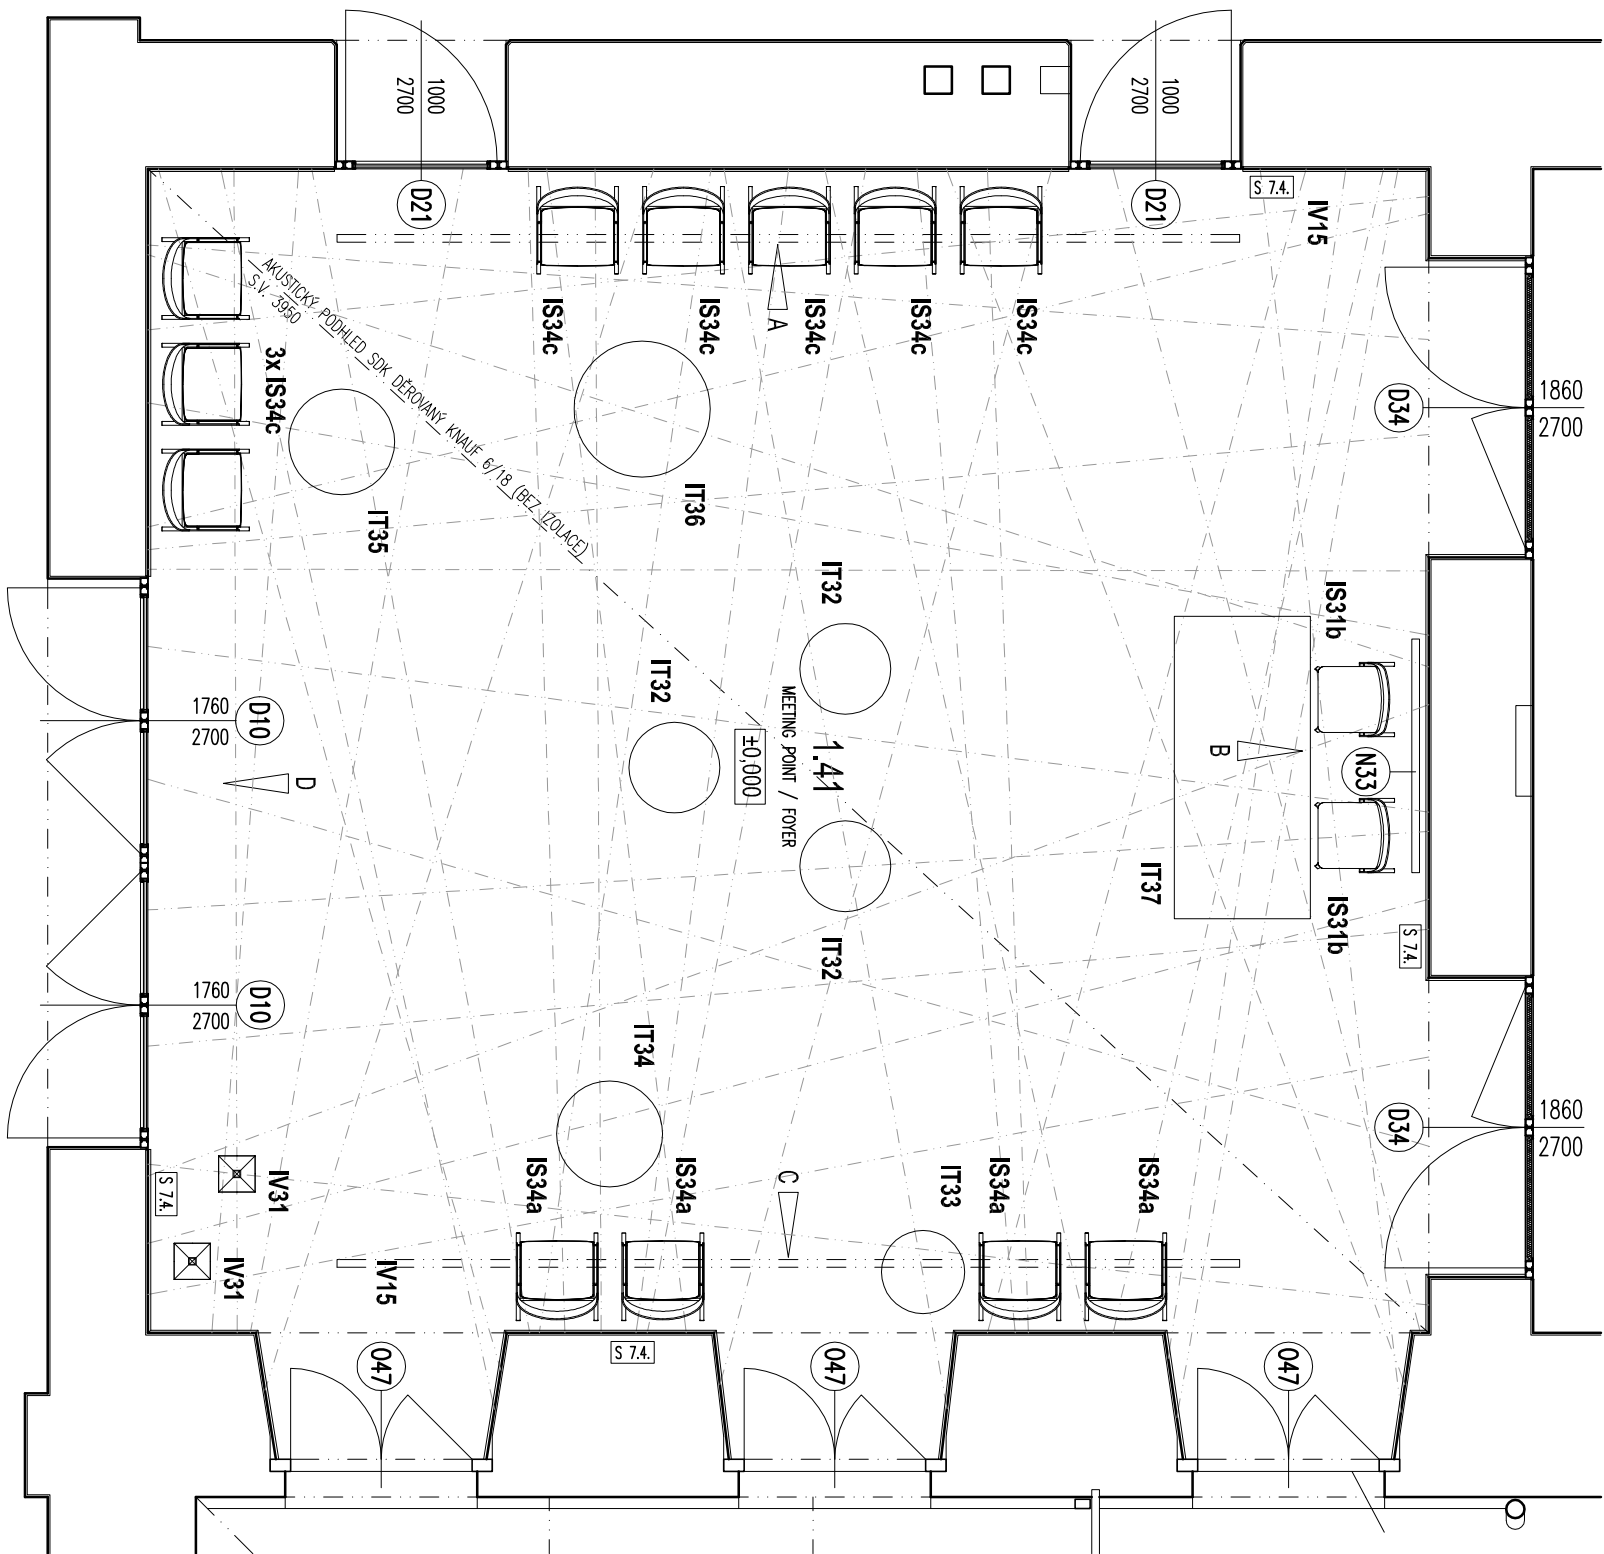 1000
2700
D21
1000
2700
D21
S 7.4.
IV15
AKUSTICKÝ PODHLED SDK DĚROVANÝ KNAUF 6/18 (BEZ IZOLACE)
S.V. 3950
IS34c
IS34c
IS34c
IS34c
IS34c
A
3x IS34c
IT35
IT36
D34
1860
2700
IT32
IT32
IT32
MEETING POINT / FOYER
1.41
±0,000
IS31b
B
N33
IT37
IS31b
S 7.4.
1760
2700
D10
D
1760
2700
D10
IT34
D34
1860
2700
IV31
S 7.4.
IV31
IS34a
IS34a
C
IT33
IS34a
IS34a
IV15
S 7.4.
O47
O47
O47